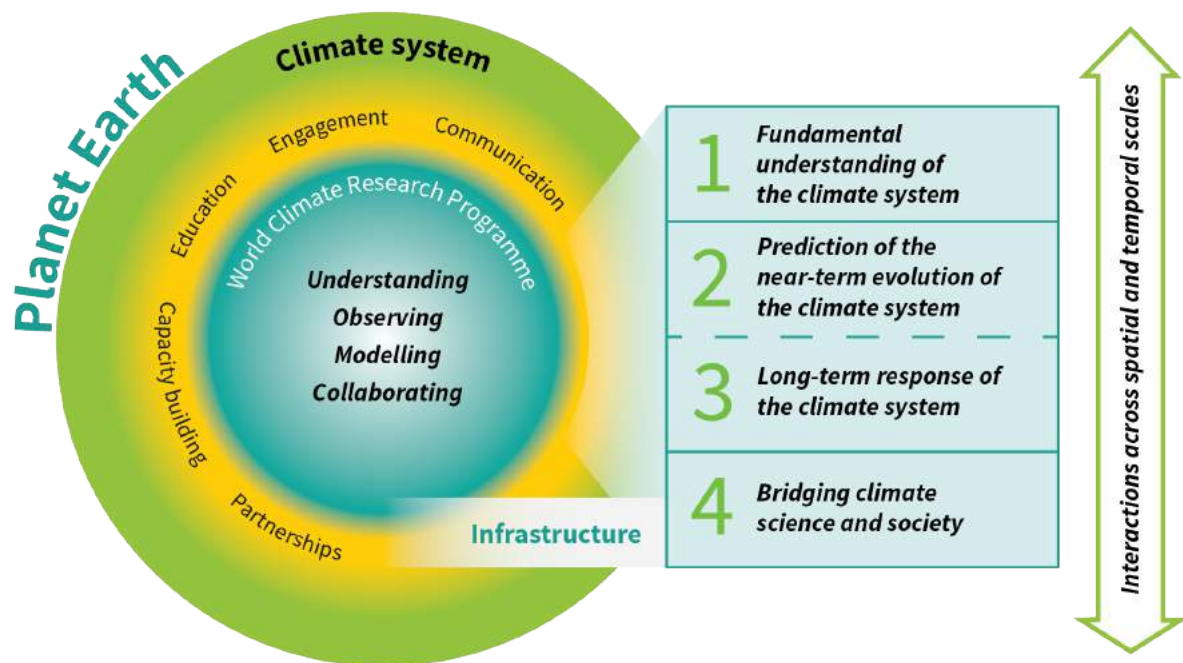 Planet Earth
Climate system
Engagement
Communication
Education
Capacity building
Partnerships
World Climate Research Programme
Understanding
Observing
Modelling
Collaborating
Infrastructure
1
Fundamental
understanding of
the climate system
2
Prediction of the
near-term evolution of
the climate system
3
Long-term response of
the climate system
4
Bridging climate
science and society
Interactions across spatial and temporal scales